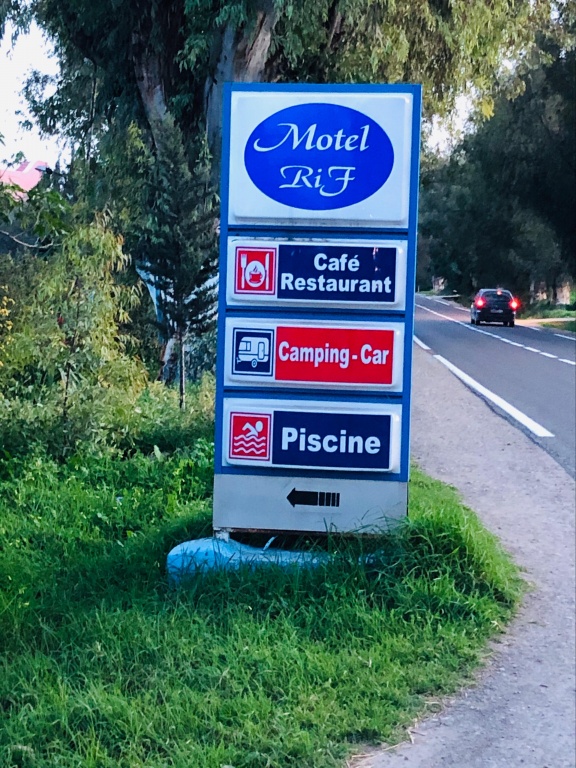 Motel
RiF
Café
Restaurant
Camping-Car
Piscine